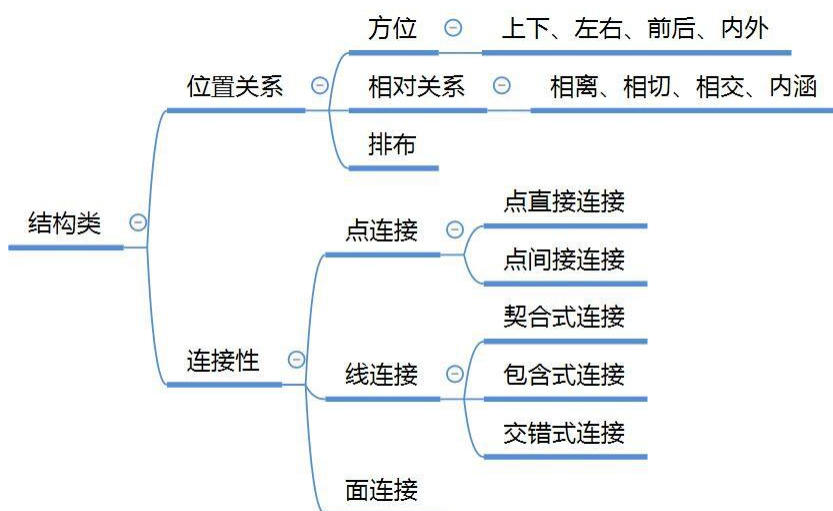 结构类
位置关系
方位
上下、左右、前后、内外
相对关系
相离、相切、相交、内涵
排布
连接性
点连接
点直接连接
点间接连接
线连接
契合式连接
包含式连接
交错式连接
面连接